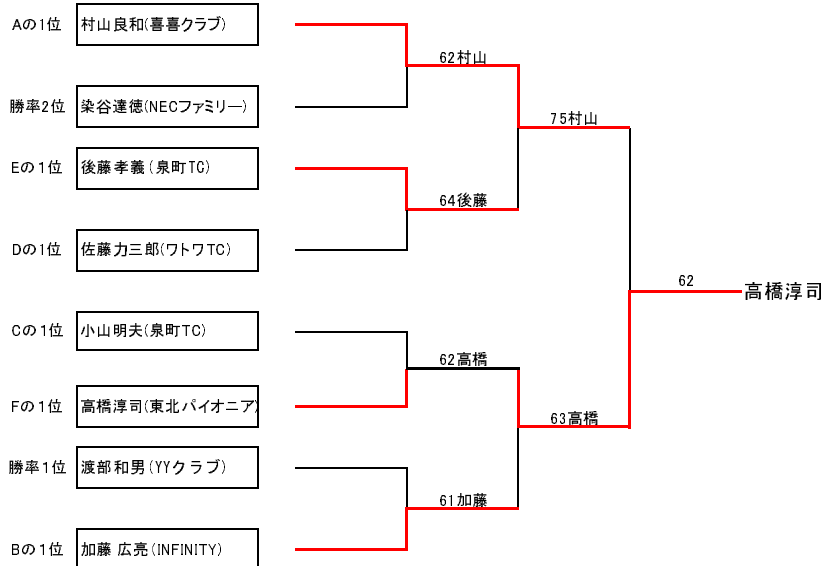 Aの1位 村山良和(喜喜クラブ)
62村山
勝率2位 染谷達徳(NECファミリー)
75村山
Eの1位 後藤孝義(泉町TC)
64後藤
Dの1位 佐藤力三郎(ワトワTC)
62
高橋淳司
Cの1位 小山明夫(泉町TC)
62高橋
Fの1位 高橋淳司(東北パイオニア)
63高橋
勝率1位 渡部和男(YYクラブ)
61加藤
Bの1位 加藤 広亮(INFINITY)